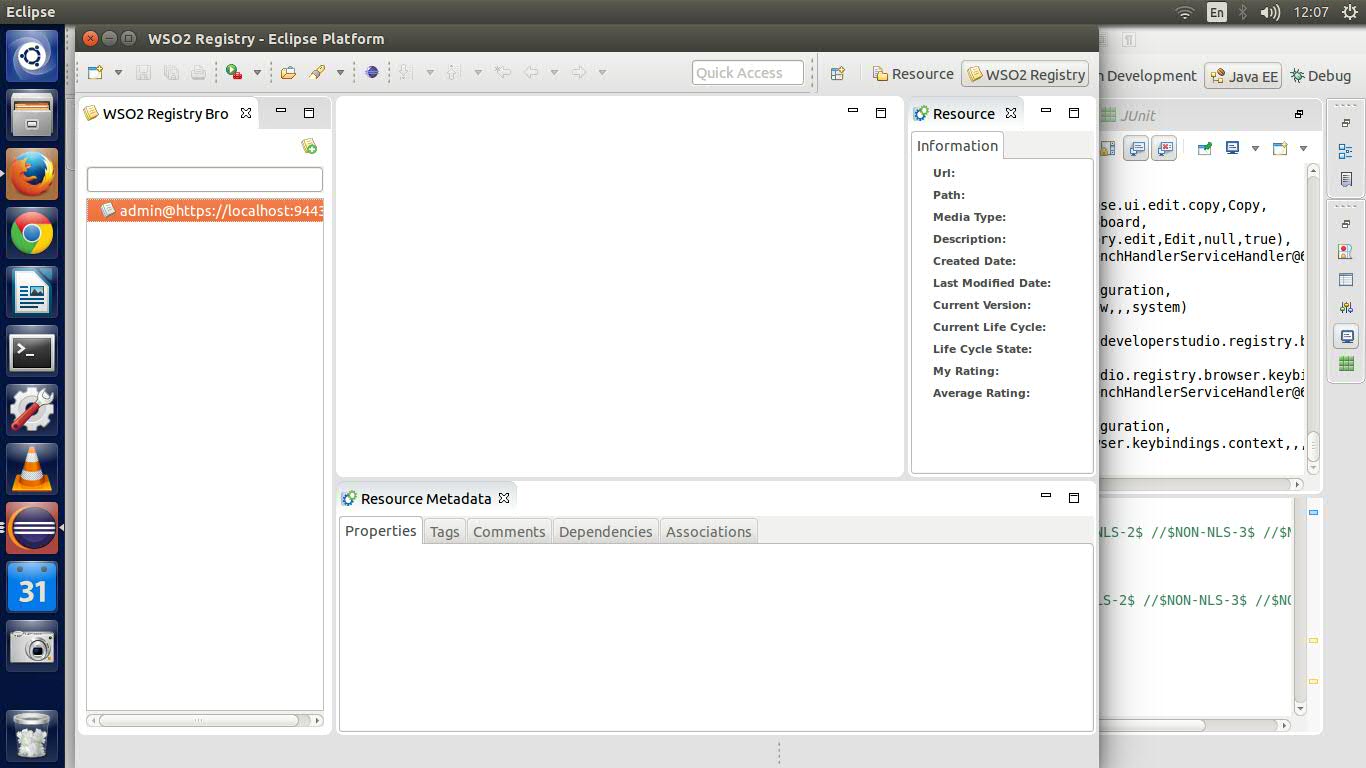 Eclipse
En
12:07
WSO2 Registry - Eclipse Platform
Quick Access
Resource
WSO2 Registry
Development
Java EE
Debug
WSO2 Registry Bro
admin@https://localhost:9443
Resource
Information
Url:
Path:
Media Type:
Description:
Created Date:
Last Modified Date:
Current Version:
Current Life Cycle:
Life Cycle State:
My Rating:
Average Rating:
JUnit
se.ui.edit.copy,Copy,
board,
ry.edit,Edit,null,true),
nchHandlerServiceHandler@6
guration,
w,,,system)
developerstudio.registry.b
dio.registry.browser.keybi
nchHandlerServiceHandler@6
guration,
ser.keybindings.context,,,
Resource Metadata
Properties
Tags
Comments
Dependencies
Associations
NLS-2$ //$NON-NLS-3$ //$N
LS-2$ //$NON-NLS-3$ //$NO
31